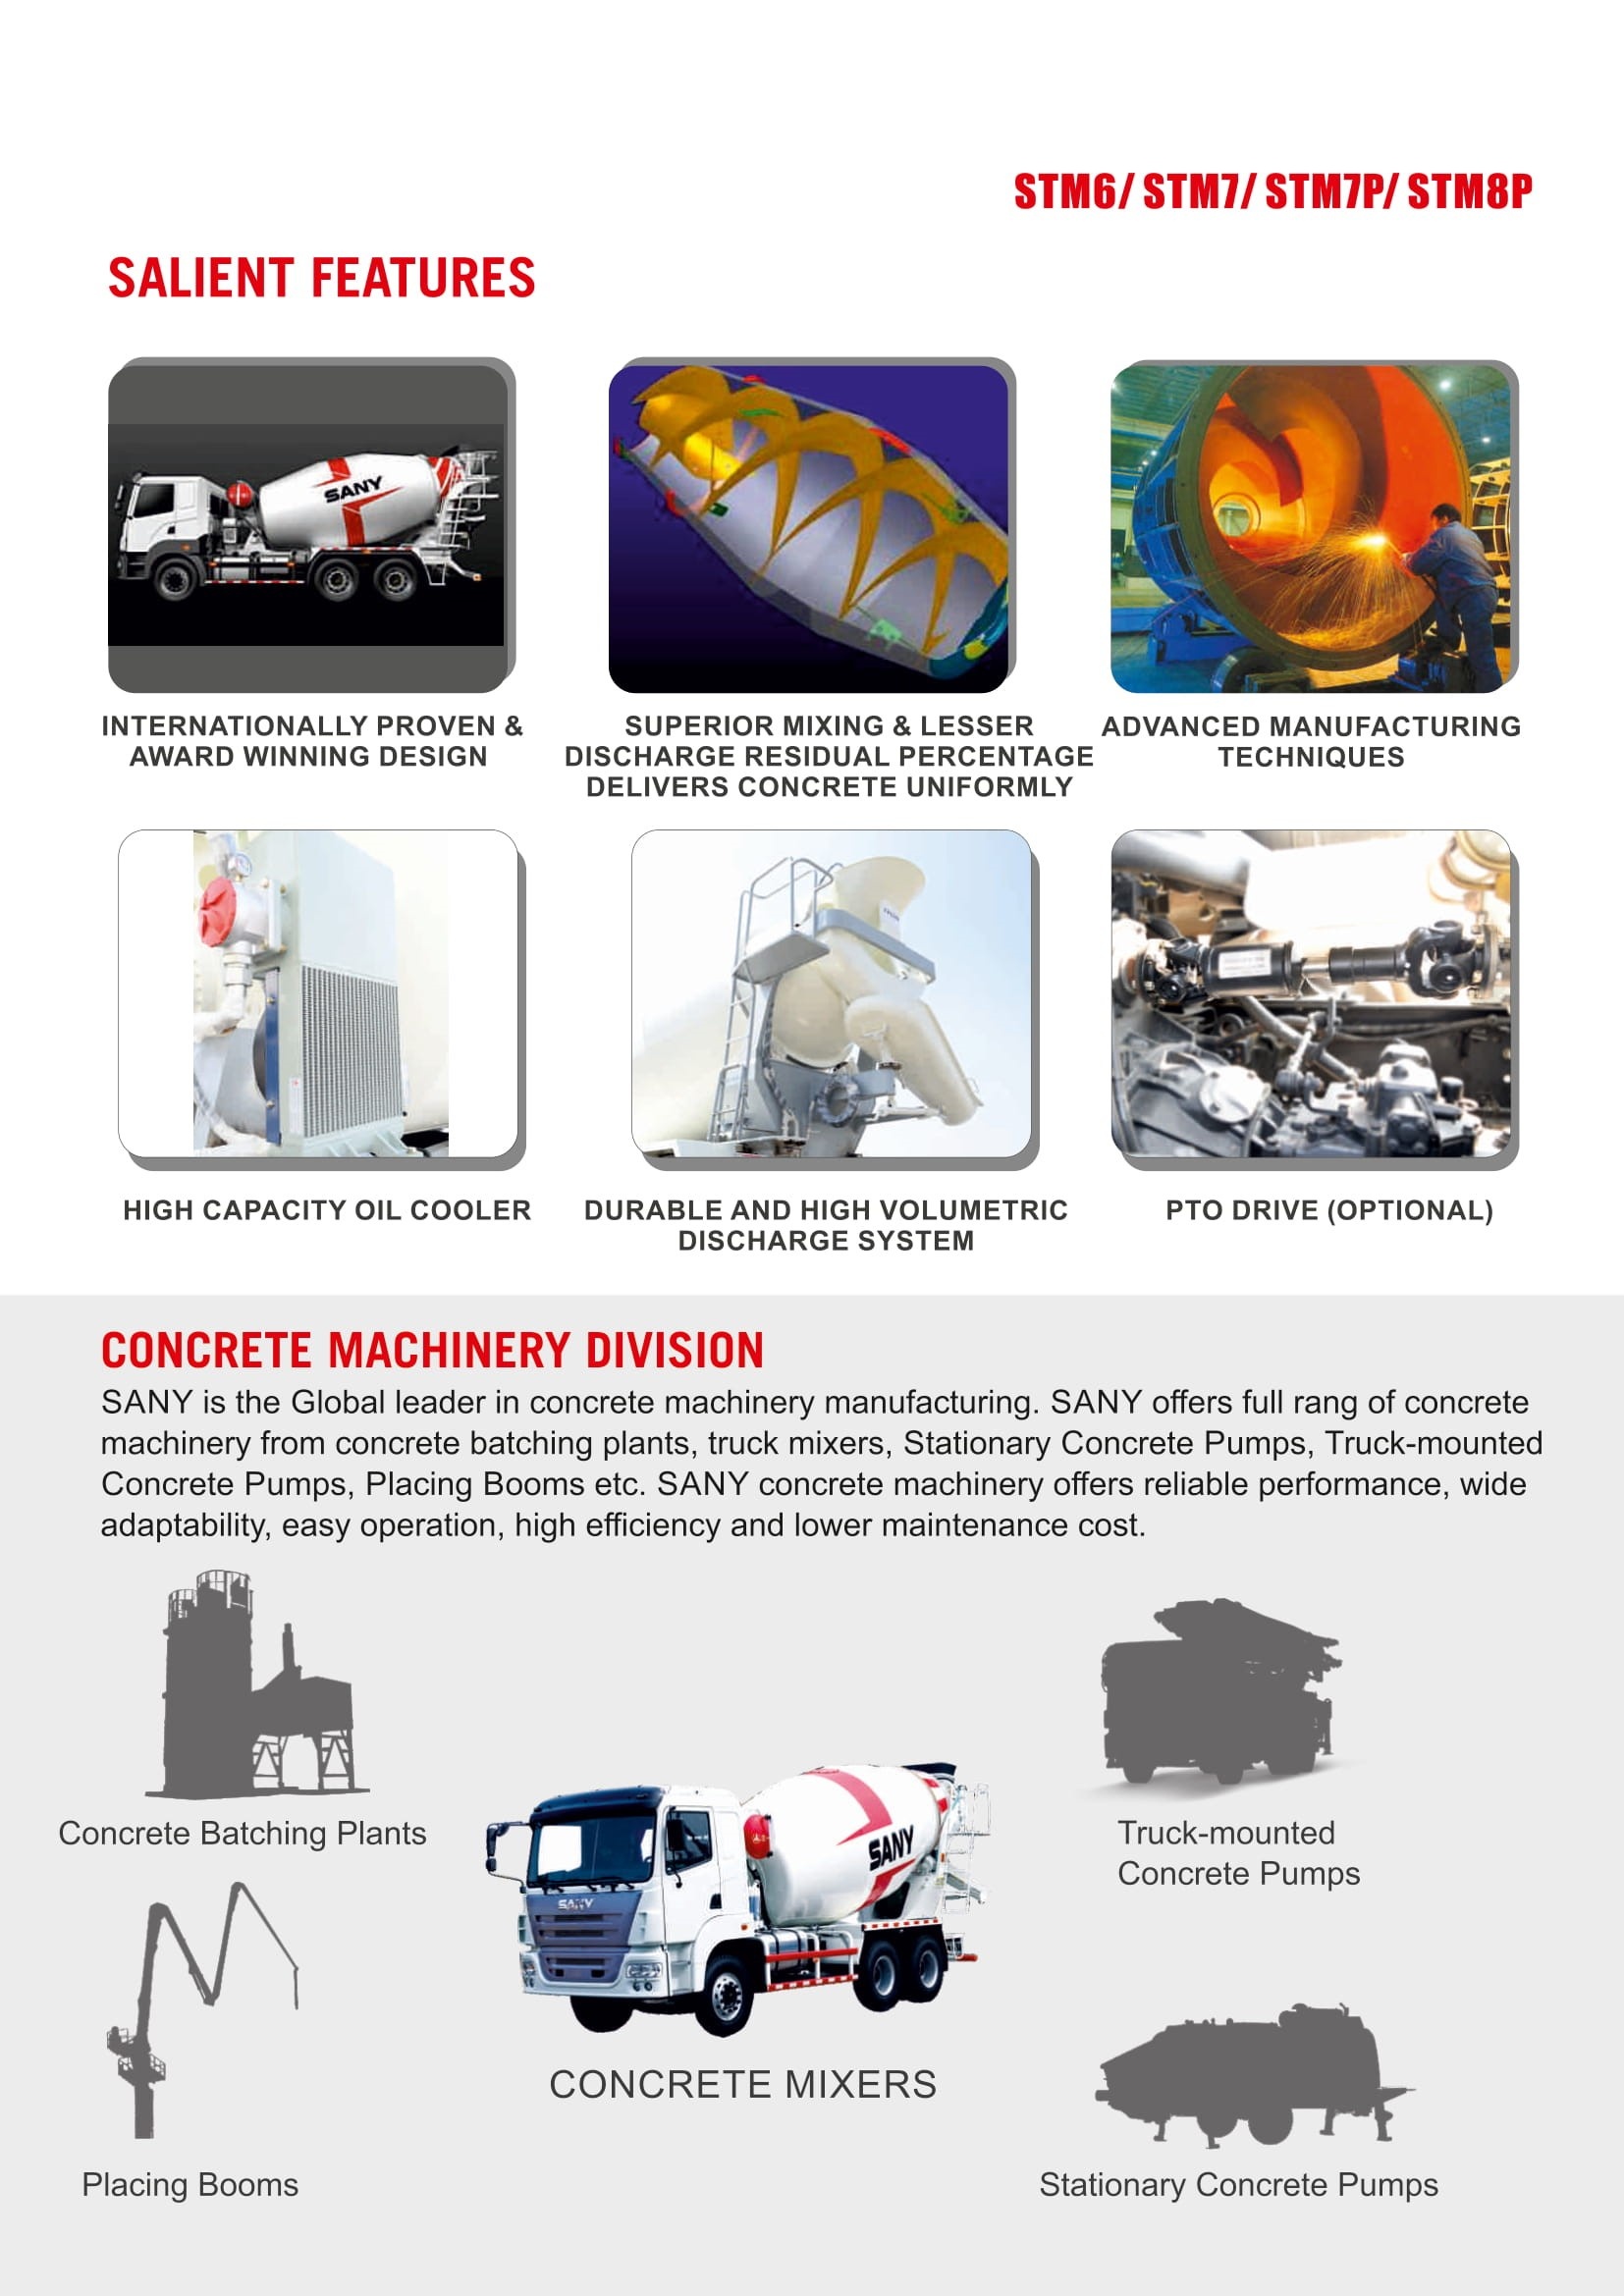 STM6/ STM7/ STM7P/ STM8P
SALIENT FEATURES
SANY
INTERNATIONALLY PROVEN &
AWARD WINNING DESIGN
SUPERIOR MIXING & LESSER
DISCHARGE RESIDUAL PERCENTAGE
DELIVERS CONCRETE UNIFORMLY
ADVANCED MANUFACTURING
TECHNIQUES
HIGH CAPACITY OIL COOLER
DURABLE AND HIGH VOLUMETRIC
DISCHARGE SYSTEM
PTO DRIVE (OPTIONAL)
CONCRETE MACHINERY DIVISION
SANY is the Global leader in concrete machinery manufacturing. SANY offers full rang of concrete
machinery from concrete batching plants, truck mixers, Stationary Concrete Pumps, Truck-mounted
Concrete Pumps, Placing Booms etc. SANY concrete machinery offers reliable performance, wide
adaptability, easy operation, high efficiency and lower maintenance cost.
Concrete Batching Plants
Truck-mounted
Concrete Pumps
SANY
SANY
CONCRETE MIXERS
Placing Booms
Stationary Concrete Pumps